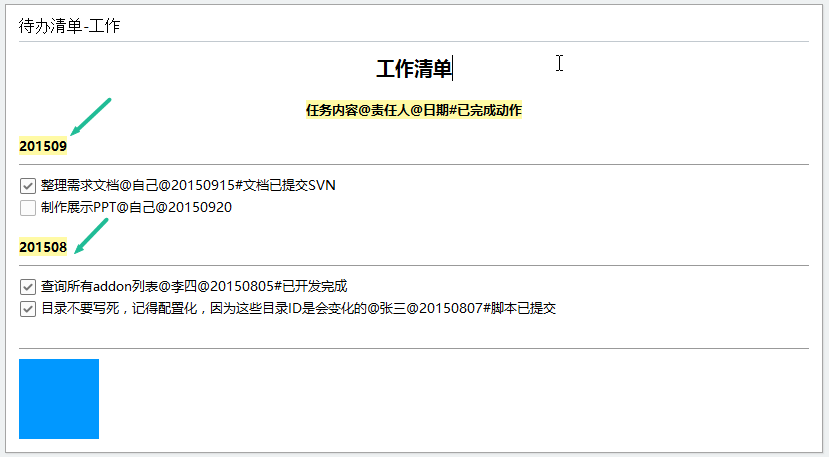 待办清单-工作
工作清单
任务内容@责任人@日期#已完成动作
201509
整理需求文档@自己@20150915#文档已提交SVN
制作展示PPT@自己@20150920
201508
查询所有addon列表@李四@20150805#已开发完成
目录不要写死，记得配置化，因为这些目录ID是会变化的@张三@20150807#脚本已提交